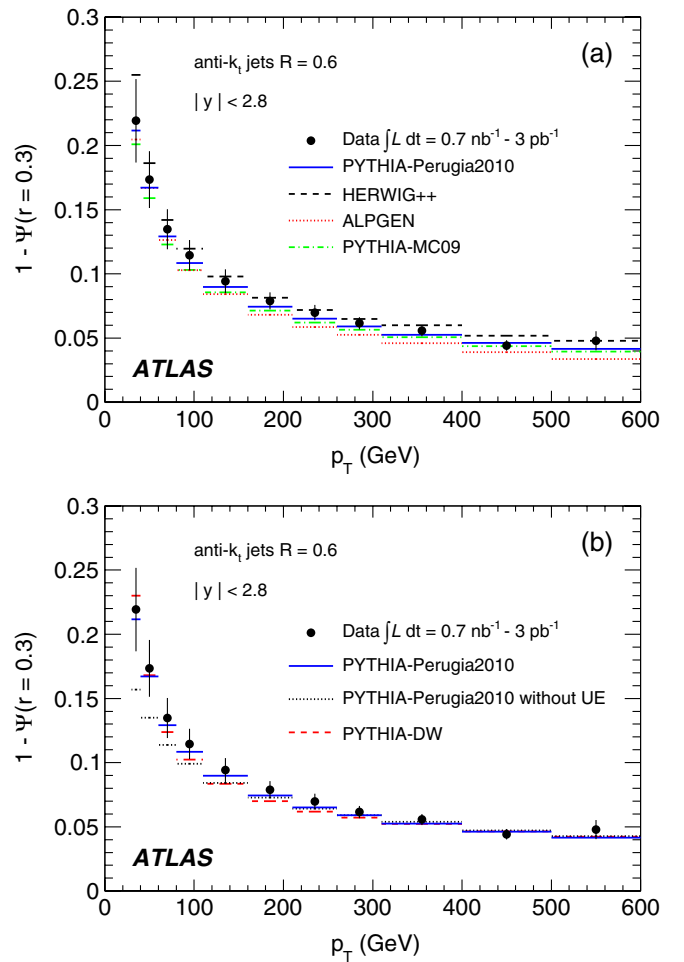 (a)
anti-kt jets R = 0.6
| y | < 2.8
Data ∫L dt = 0.7 nb-1 - 3 pb-1
PYTHIA-Perugia2010
HERWIG++
ALPGEN
PYTHIA-MC09
ATLAS
1 - Ψ(r = 0.3)
0.3
0.25
0.2
0.15
0.1
0.05
0
0 100 200 300 400 500 600
pT (GeV)
(b)
anti-kt jets R = 0.6
| y | < 2.8
Data ∫L dt = 0.7 nb-1 - 3 pb-1
PYTHIA-Perugia2010
PYTHIA-Perugia2010 without UE
PYTHIA-DW
ATLAS
1 - Ψ(r = 0.3)
0.3
0.25
0.2
0.15
0.1
0.05
0
0 100 200 300 400 500 600
pT (GeV)